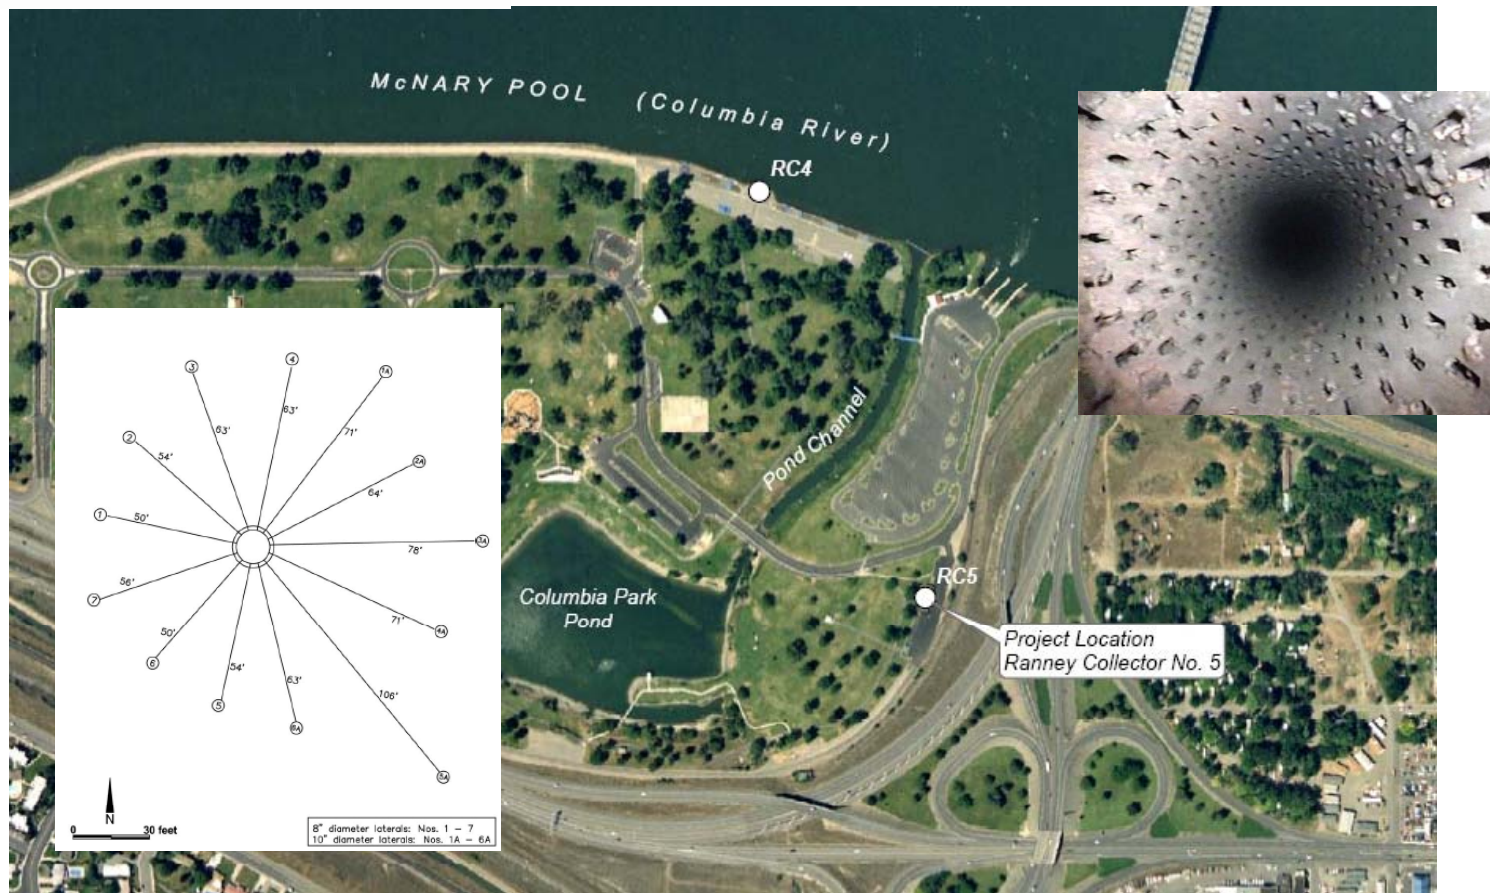 McNARY POOL (Columbia River)
RC4
Pond Channel
RC5
Columbia Park
Pond
Project Location
Ranney Collector No. 5
3
4
1A
63'
63'
71'
2
2A
54'
64'
1
50'
3A
78'
56'
7
71'
4A
50'
6
54'
63'
106'
5
6A
5A
N
0 30 feet
8" diameter laterals: Nos. 1 - 7
10" diameter laterals: Nos. 1A - 6A